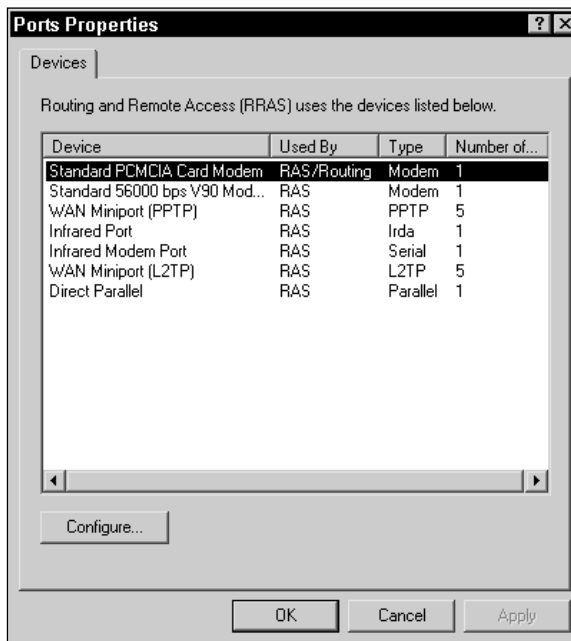 Ports Properties
Devices
Routing and Remote Access (RRAS) uses the devices listed below.
Device Used By Type Number of...
Standard PCMCIA Card Modem RAS/Routing Modem 1
Standard 56000 bps V90 Mod... RAS Modem 1
WAN Miniport (PPTP) RAS PPTP 5
Infrared Port RAS Irda 1
Infrared Modem Port RAS Serial 1
WAN Miniport (L2TP) RAS L2TP 5
Direct Parallel RAS Parallel 1
Configure...
OK Cancel Apply